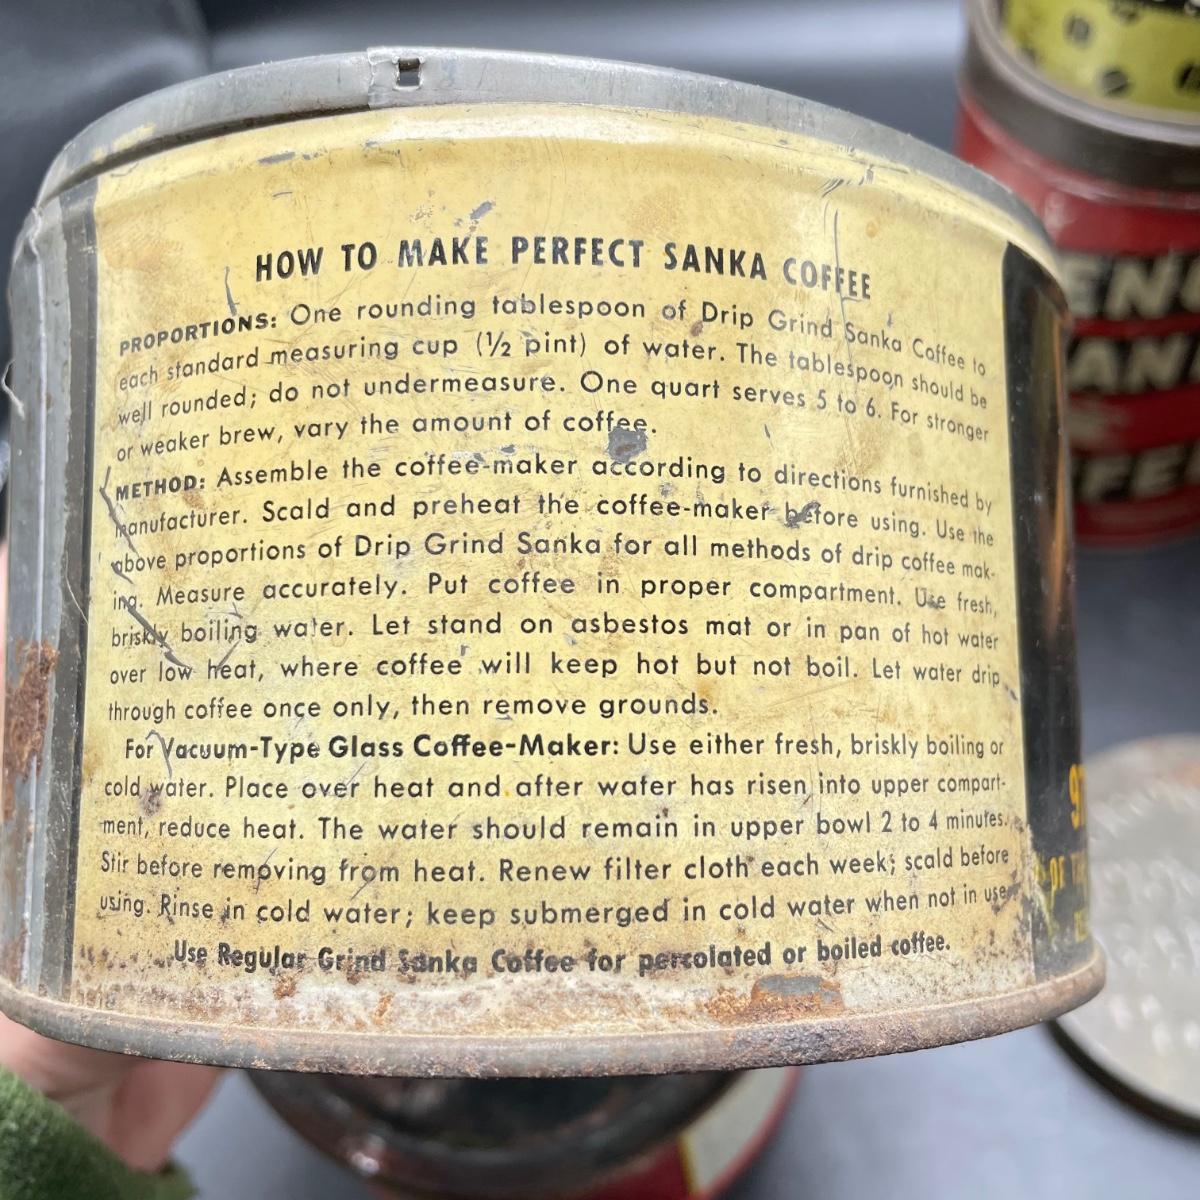 HOW TO MAKE PERFECT SANKA COFFEE
PROPORTIONS: One rounding tablespoon of Drip Grind Sanka Coffee to
each standard measuring cup (½ pint) of water. The tablespoon should be
well rounded; do not undermeasure. One quart serves 5 to 6. For stronger
or weaker brew, vary the amount of coffee.
METHOD: Assemble the coffee-maker according to directions furnished by
manufacturer. Scald and preheat the coffee-maker before using. Use the
above proportions of Drip Grind Sanka for all methods of drip coffee mak-
ing. Measure accurately. Put coffee in proper compartment. Use fresh,
briskly boiling water. Let stand on asbestos mat or in pan of hot water
over low heat, where coffee will keep hot but not boil. Let water drip
through coffee once only, then remove grounds.
For Vacuum-Type Glass Coffee-Maker: Use either fresh, briskly boiling or
cold water. Place over heat and after water has risen into upper compart-
ment, reduce heat. The water should remain in upper bowl 2 to 4 minutes.
Stir before removing from heat. Renew filter cloth each week; scald before
using. Rinse in cold water; keep submerged in cold water when not in use.
Use Regular Grind Sanka Coffee for percolated or boiled coffee.
97